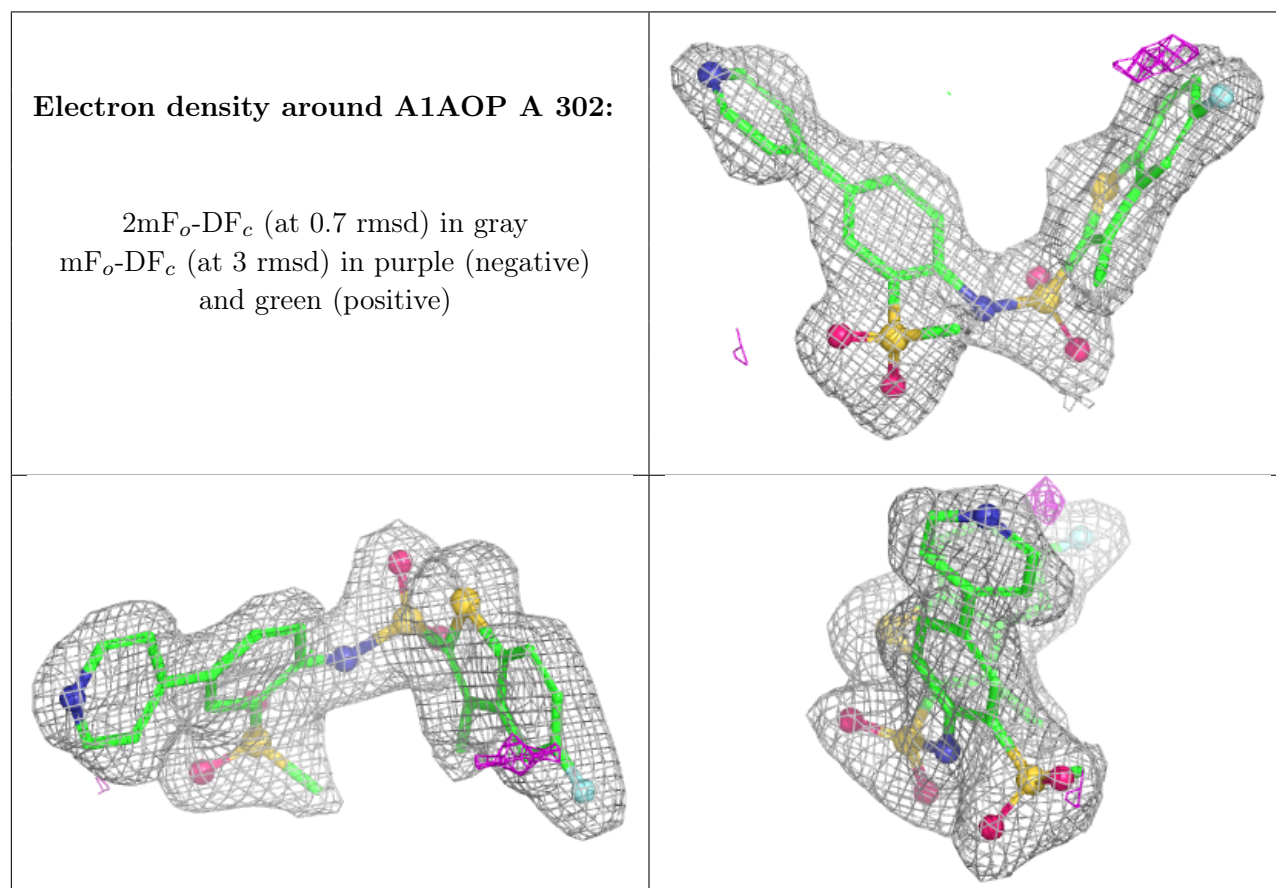 Electron density around A1AOP A 302:
2mFo-DFc (at 0.7 rmsd) in gray
mFo-DFc (at 3 rmsd) in purple (negative)
and green (positive)